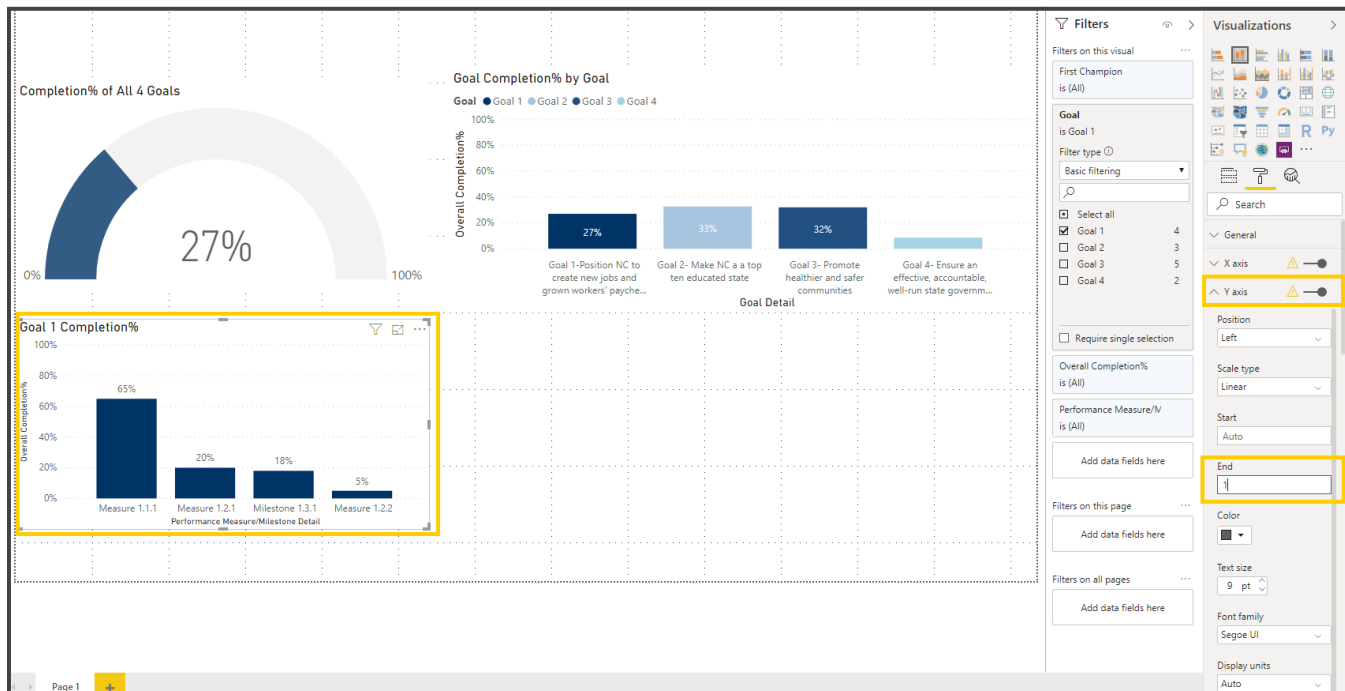 Completion% of All 4 Goals
27%
0%
100%
Goal Completion% by Goal
Goal Goal 1 Goal 2 Goal 3 Goal 4
Overall Completion%
100%
80%
60%
40%
20%
0%
27%
33%
32%
Goal 1-Position NC to
create new jobs and
grown workers' payche...
Goal 2- Make NC a a top
ten educated state
Goal 3- Promote
healthier and safer
communities
Goal 4- Ensure an
effective, accountable,
well-run state governm...
Goal Detail
Goal 1 Completion%
Overall Completion%
100%
80%
60%
40%
20%
0%
65%
20%
18%
5%
Measure 1.1.1
Measure 1.2.1
Milestone 1.3.1
Measure 1.2.2
Performance Measure/Milestone Detail
Page 1
+
Filters
Filters on this visual
...
First Champion
is (All)
Goal
is Goal 1
Filter type
Basic filtering
Select all
Goal 1 4
Goal 2 3
Goal 3 5
Goal 4 2
Require single selection
Overall Completion%
is (All)
Performance Measure/M
is (All)
Add data fields here
Filters on this page
...
Add data fields here
Filters on all pages
...
Add data fields here
Visualizations
R Py
...
Search
General
X axis
Y axis
Position
Left
Scale type
Linear
Start
Auto
End
1
Color
Text size
9 pt
Font family
Segoe UI
Display units
Auto